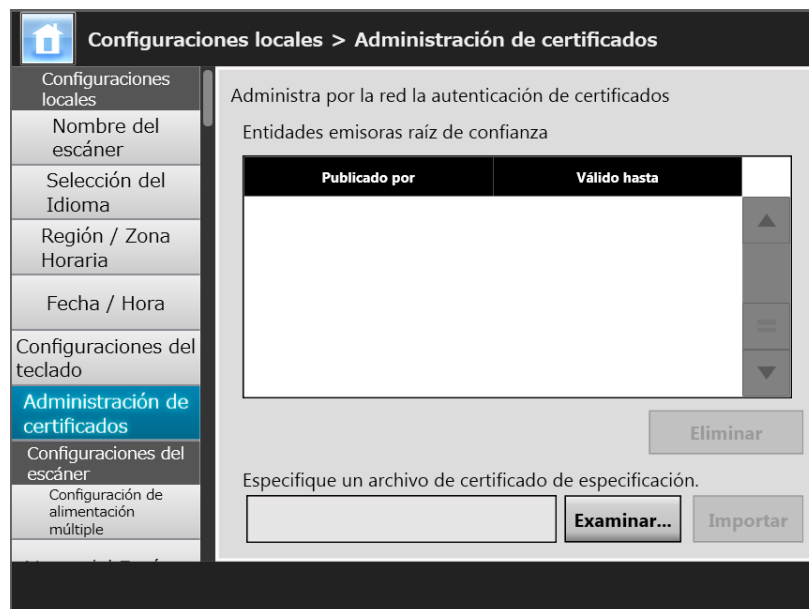 Configuraciones locales > Administración de certificados
Configuraciones
locales
Nombre del
escáner
Selección del
Idioma
Región / Zona
Horaria
Fecha / Hora
Configuraciones del
teclado
Administración de
certificados
Configuraciones del
escáner
Configuración de
alimentación
múltiple
Administra por la red la autenticación de certificados
Entidades emisoras raíz de confianza
Publicado por
Válido hasta
Eliminar
Especifique un archivo de certificado de especificación.
Examinar...
Importar